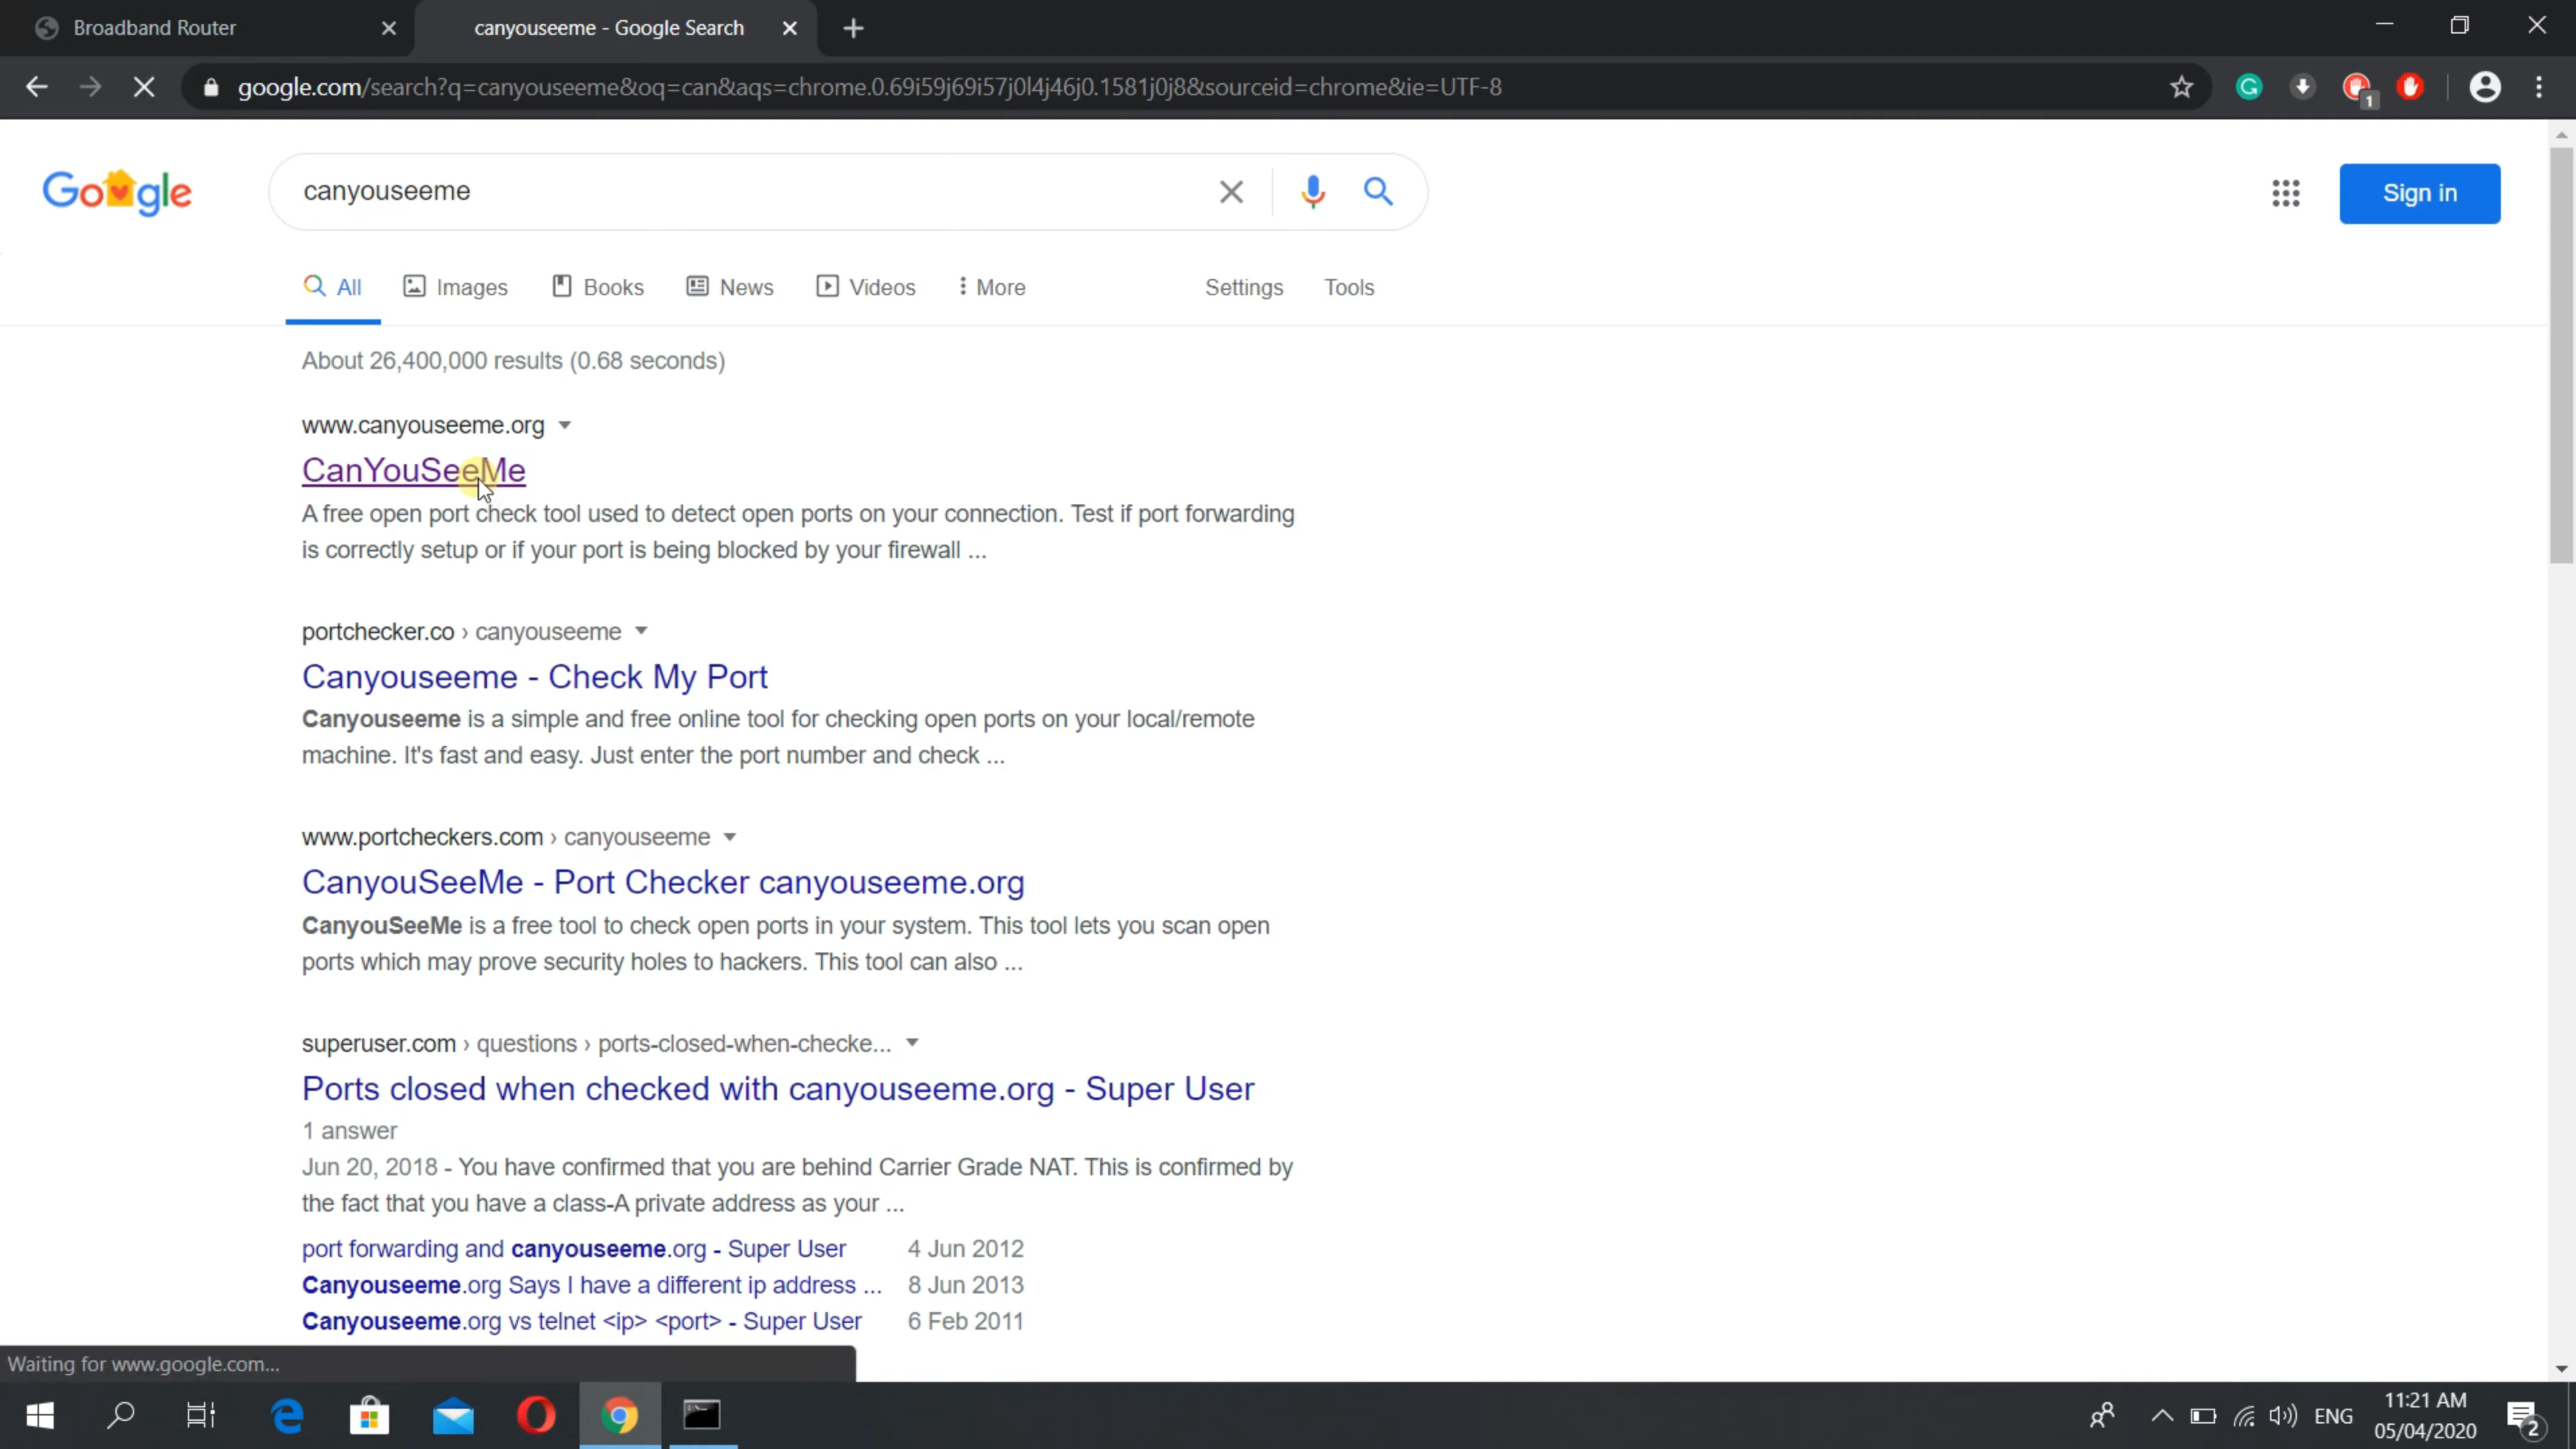 Broadband Router
canyouseeme - Google Search
google.com/search?q=canyouseeme&oq=can&aqs=chrome.0.69i59j69i57j0l4j46j0.1581j0j8&sourceid=chrome&ie=UTF-8
1
Google
canyouseeme
Sign in
All Images Books News Videos More Settings Tools
About 26,400,000 results (0.68 seconds)
www.canyouseeme.org
CanYouSeeMe
A free open port check tool used to detect open ports on your connection. Test if port forwarding
is correctly setup or if your port is being blocked by your firewall ...
portchecker.co › canyouseeme
Canyouseeme - Check My Port
Canyouseeme is a simple and free online tool for checking open ports on your local/remote
machine. It's fast and easy. Just enter the port number and check ...
www.portcheckers.com › canyouseeme
CanyouSeeMe - Port Checker canyouseeme.org
CanyouSeeMe is a free tool to check open ports in your system. This tool lets you scan open
ports which may prove security holes to hackers. This tool can also ...
superuser.com › questions › ports-closed-when-checke...
Ports closed when checked with canyouseeme.org - Super User
1 answer
Jun 20, 2018 - You have confirmed that you are behind Carrier Grade NAT. This is confirmed by
the fact that you have a class-A private address as your ...
port forwarding and canyouseeme.org - Super User 4 Jun 2012
Canyouseeme.org Says I have a different ip address ... 8 Jun 2013
Canyouseeme.org vs telnet <ip> <port> - Super User 6 Feb 2011
Waiting for www.google.com...
ENG
11:21 AM
05/04/2020
2